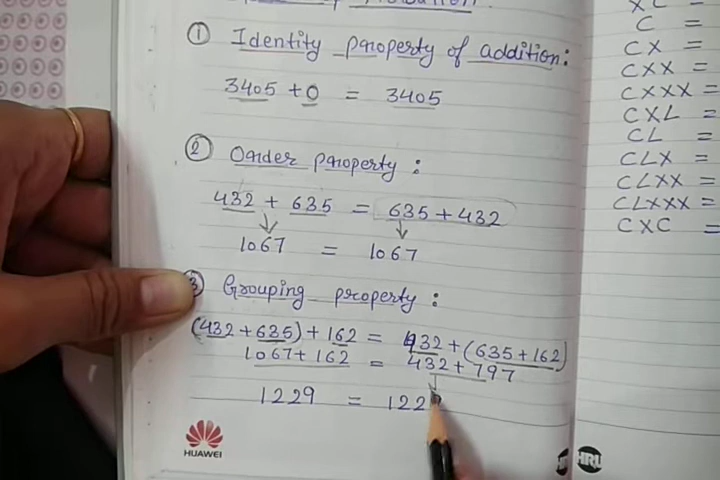 ① Identity property of addition:
3405 + 0 = 3405
② Order property:
432 + 635 = 635 + 432
1067 = 1067
③ Grouping property:
(432 + 635) + 162 = 432 + (635 + 162)
1067 + 162 = 432 + 797
1229 = 122
HUAWEI
XC =
C =
CX =
CXX =
CXXX =
CXL =
CL =
CLX =
CLXX =
CLXXX =
CXC =